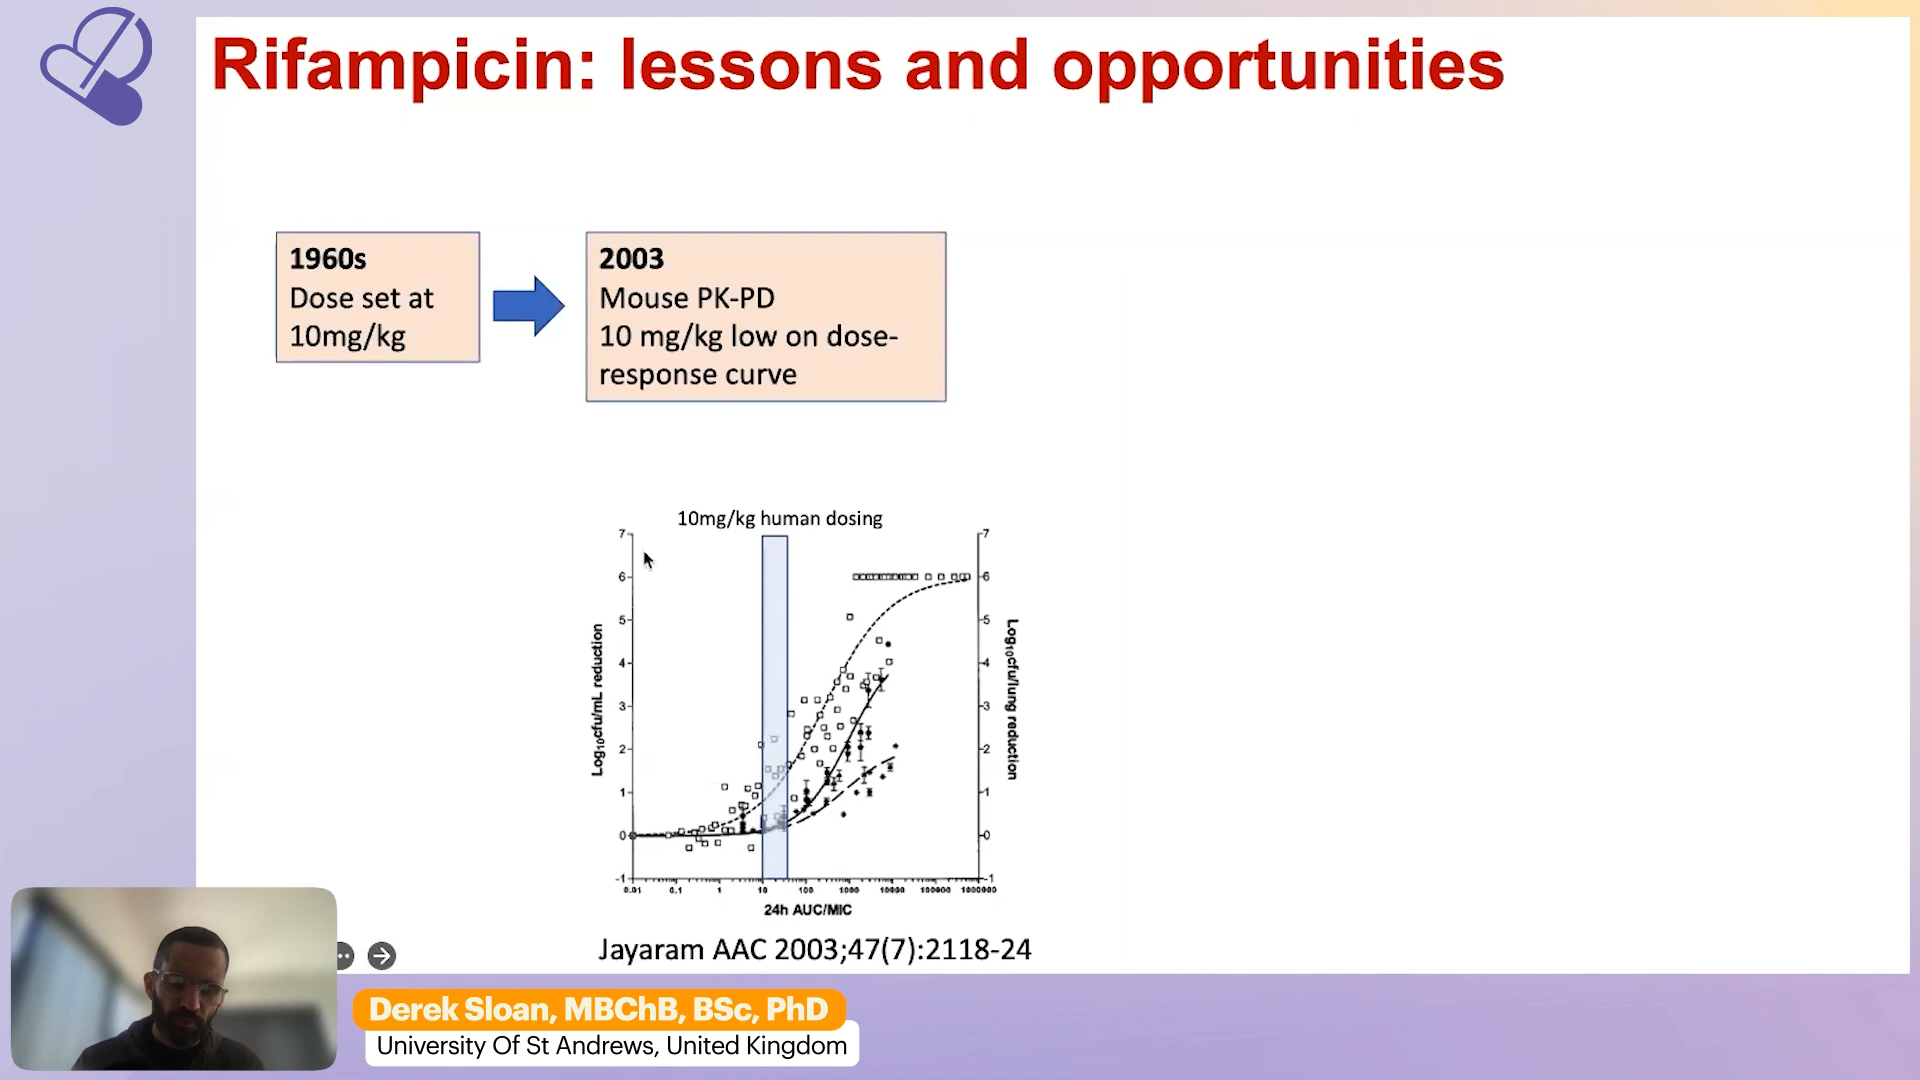 Rifampicin: lessons and opportunities
1960s
Dose set at
10mg/kg
2003
Mouse PK-PD
10 mg/kg low on dose-
response curve
10mg/kg human dosing
7
6
5
4
3
2
1
0
-1
7
6
5
4
3
2
1
0
-1
Log10cfu/mL reduction
Log10cfu/lung reduction
0.01 0.1 1 10 100 1000 10000 100000 1000000
24h AUC/MIC
Jayaram AAC 2003;47(7):2118-24
Derek Sloan, MBChB, BSc, PhD
University Of St Andrews, United Kingdom